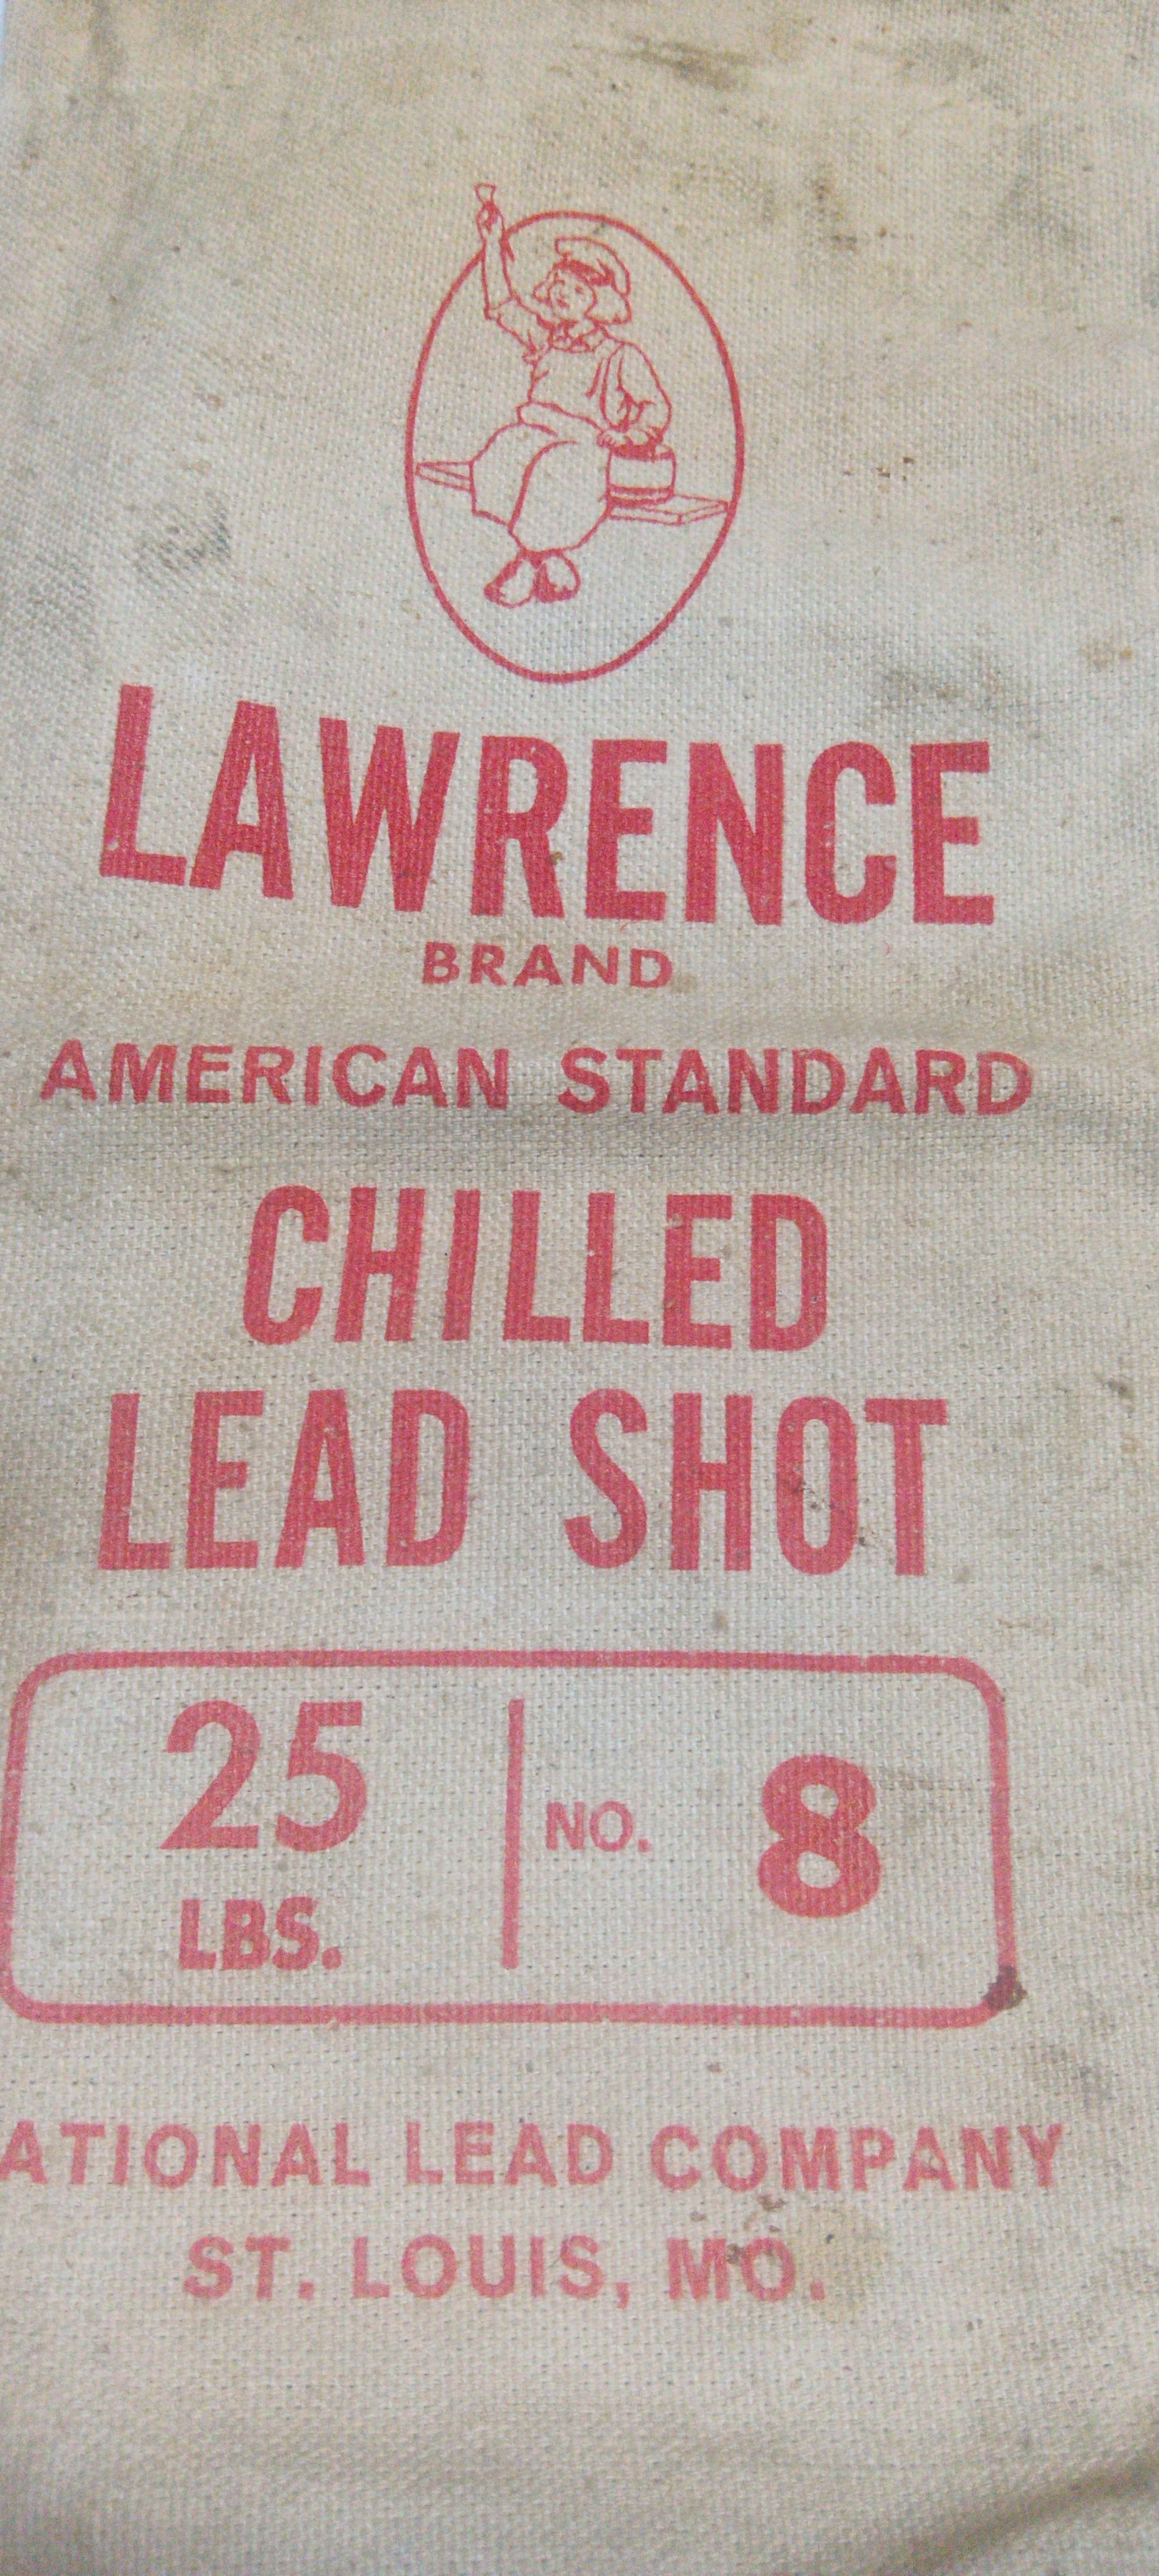 LAWRENCE
BRAND
AMERICAN STANDARD
CHILLED
LEAD SHOT
25 NO. 8
LBS.
ATIONAL LEAD COMPANY
ST. LOUIS, MO.